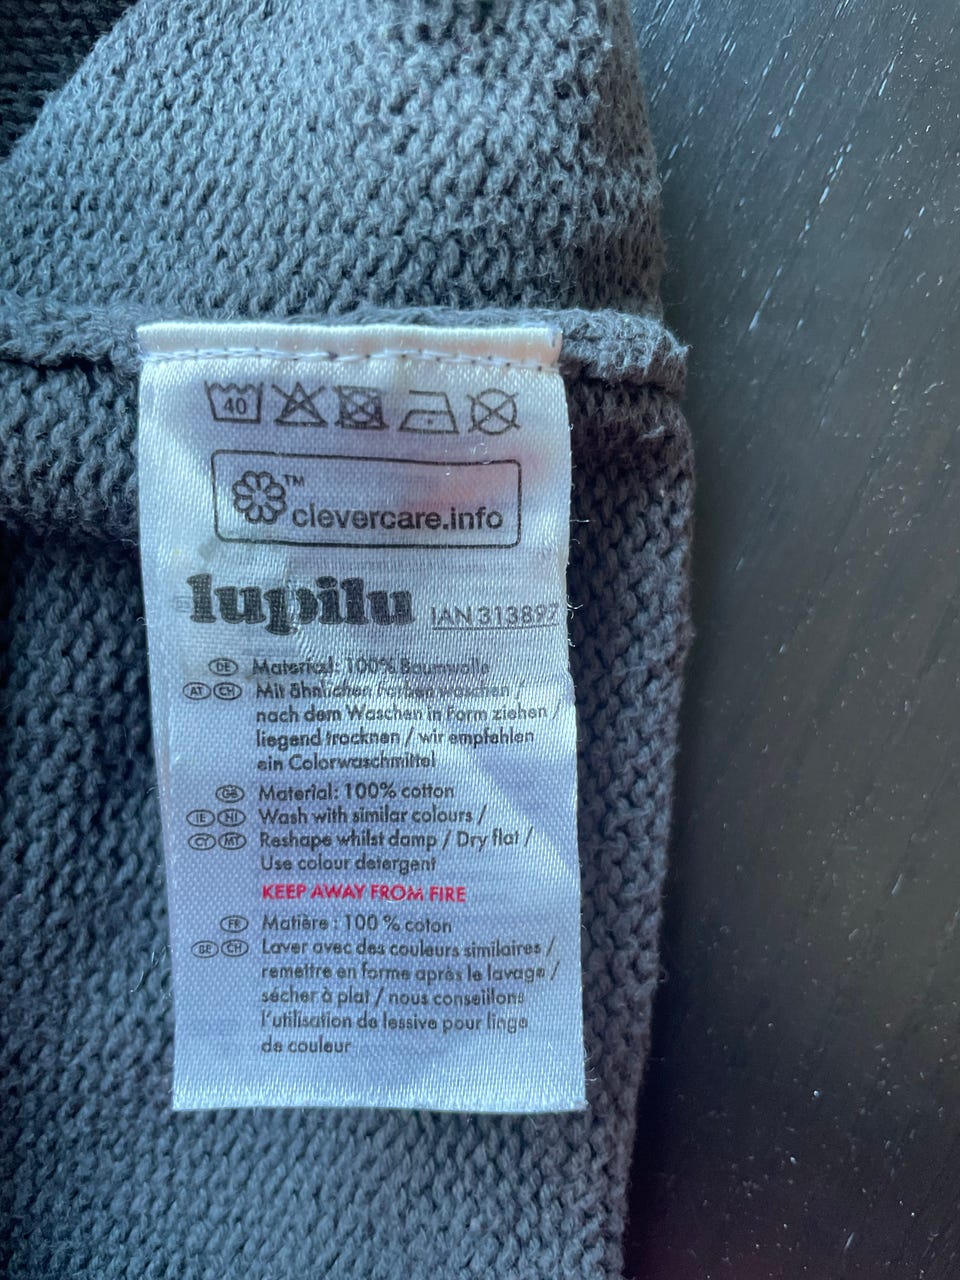 40
TM
clevercare.info
lupilu IAN 313897
DE Material: 100% Baumwolle
AT CH Mit ähnlichen Farben waschen /
nach dem Waschen in Form ziehen /
liegend trocknen / wir empfehlen
ein Colorwaschmittel
GB Material: 100% cotton
IE NI Wash with similar colours /
CY MT Reshape whilst damp / Dry flat /
Use colour detergent
KEEP AWAY FROM FIRE
FR Matière : 100 % coton
BE CH Laver avec des couleurs similaires /
remettre en forme après le lavage /
sécher à plat / nous conseillons
l'utilisation de lessive pour linge
de couleur